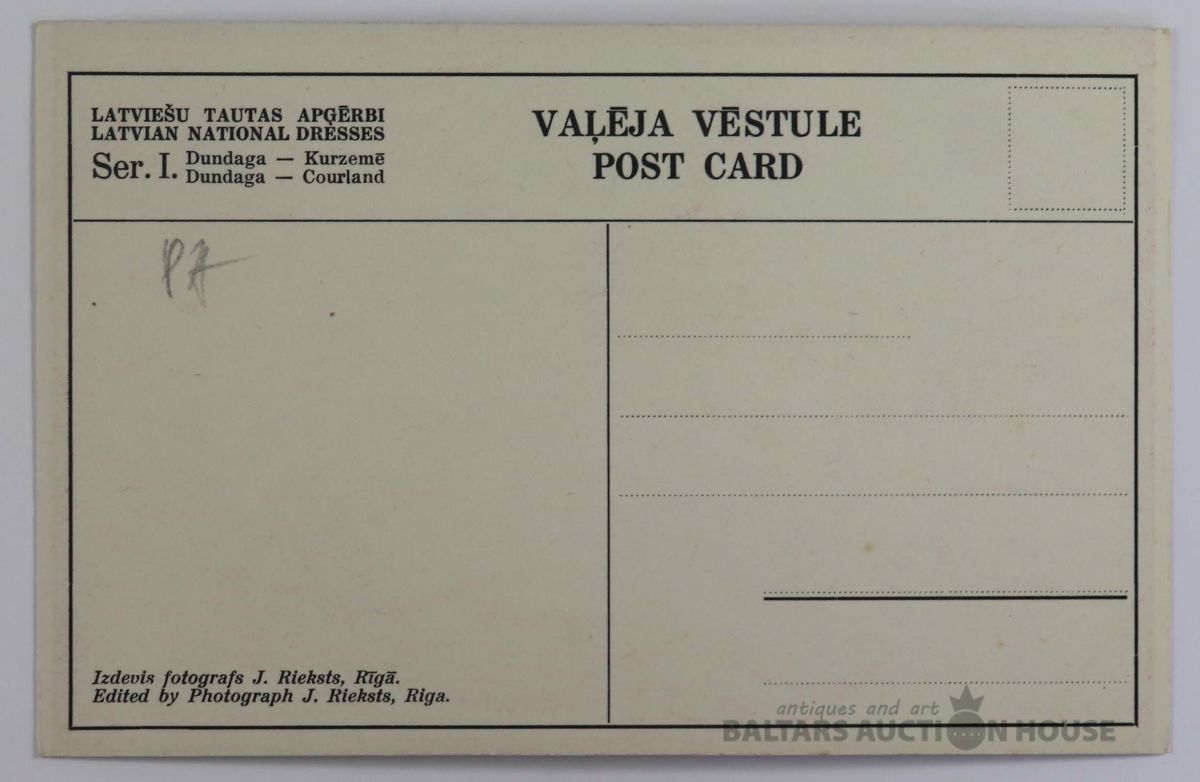 LATVIEŠU TAUTAS APĢĒRBI
LATVIAN NATIONAL DRESSES
Ser. I. Dundaga — Kurzemē
Dundaga — Courland
VAĻĒJA VĒSTULE
POST CARD
Izdevis fotografs J. Rieksts, Rīgā.
Edited by Photograph J. Rieksts, Riga.
antiques and art
BALTARS AUCTION HOUSE